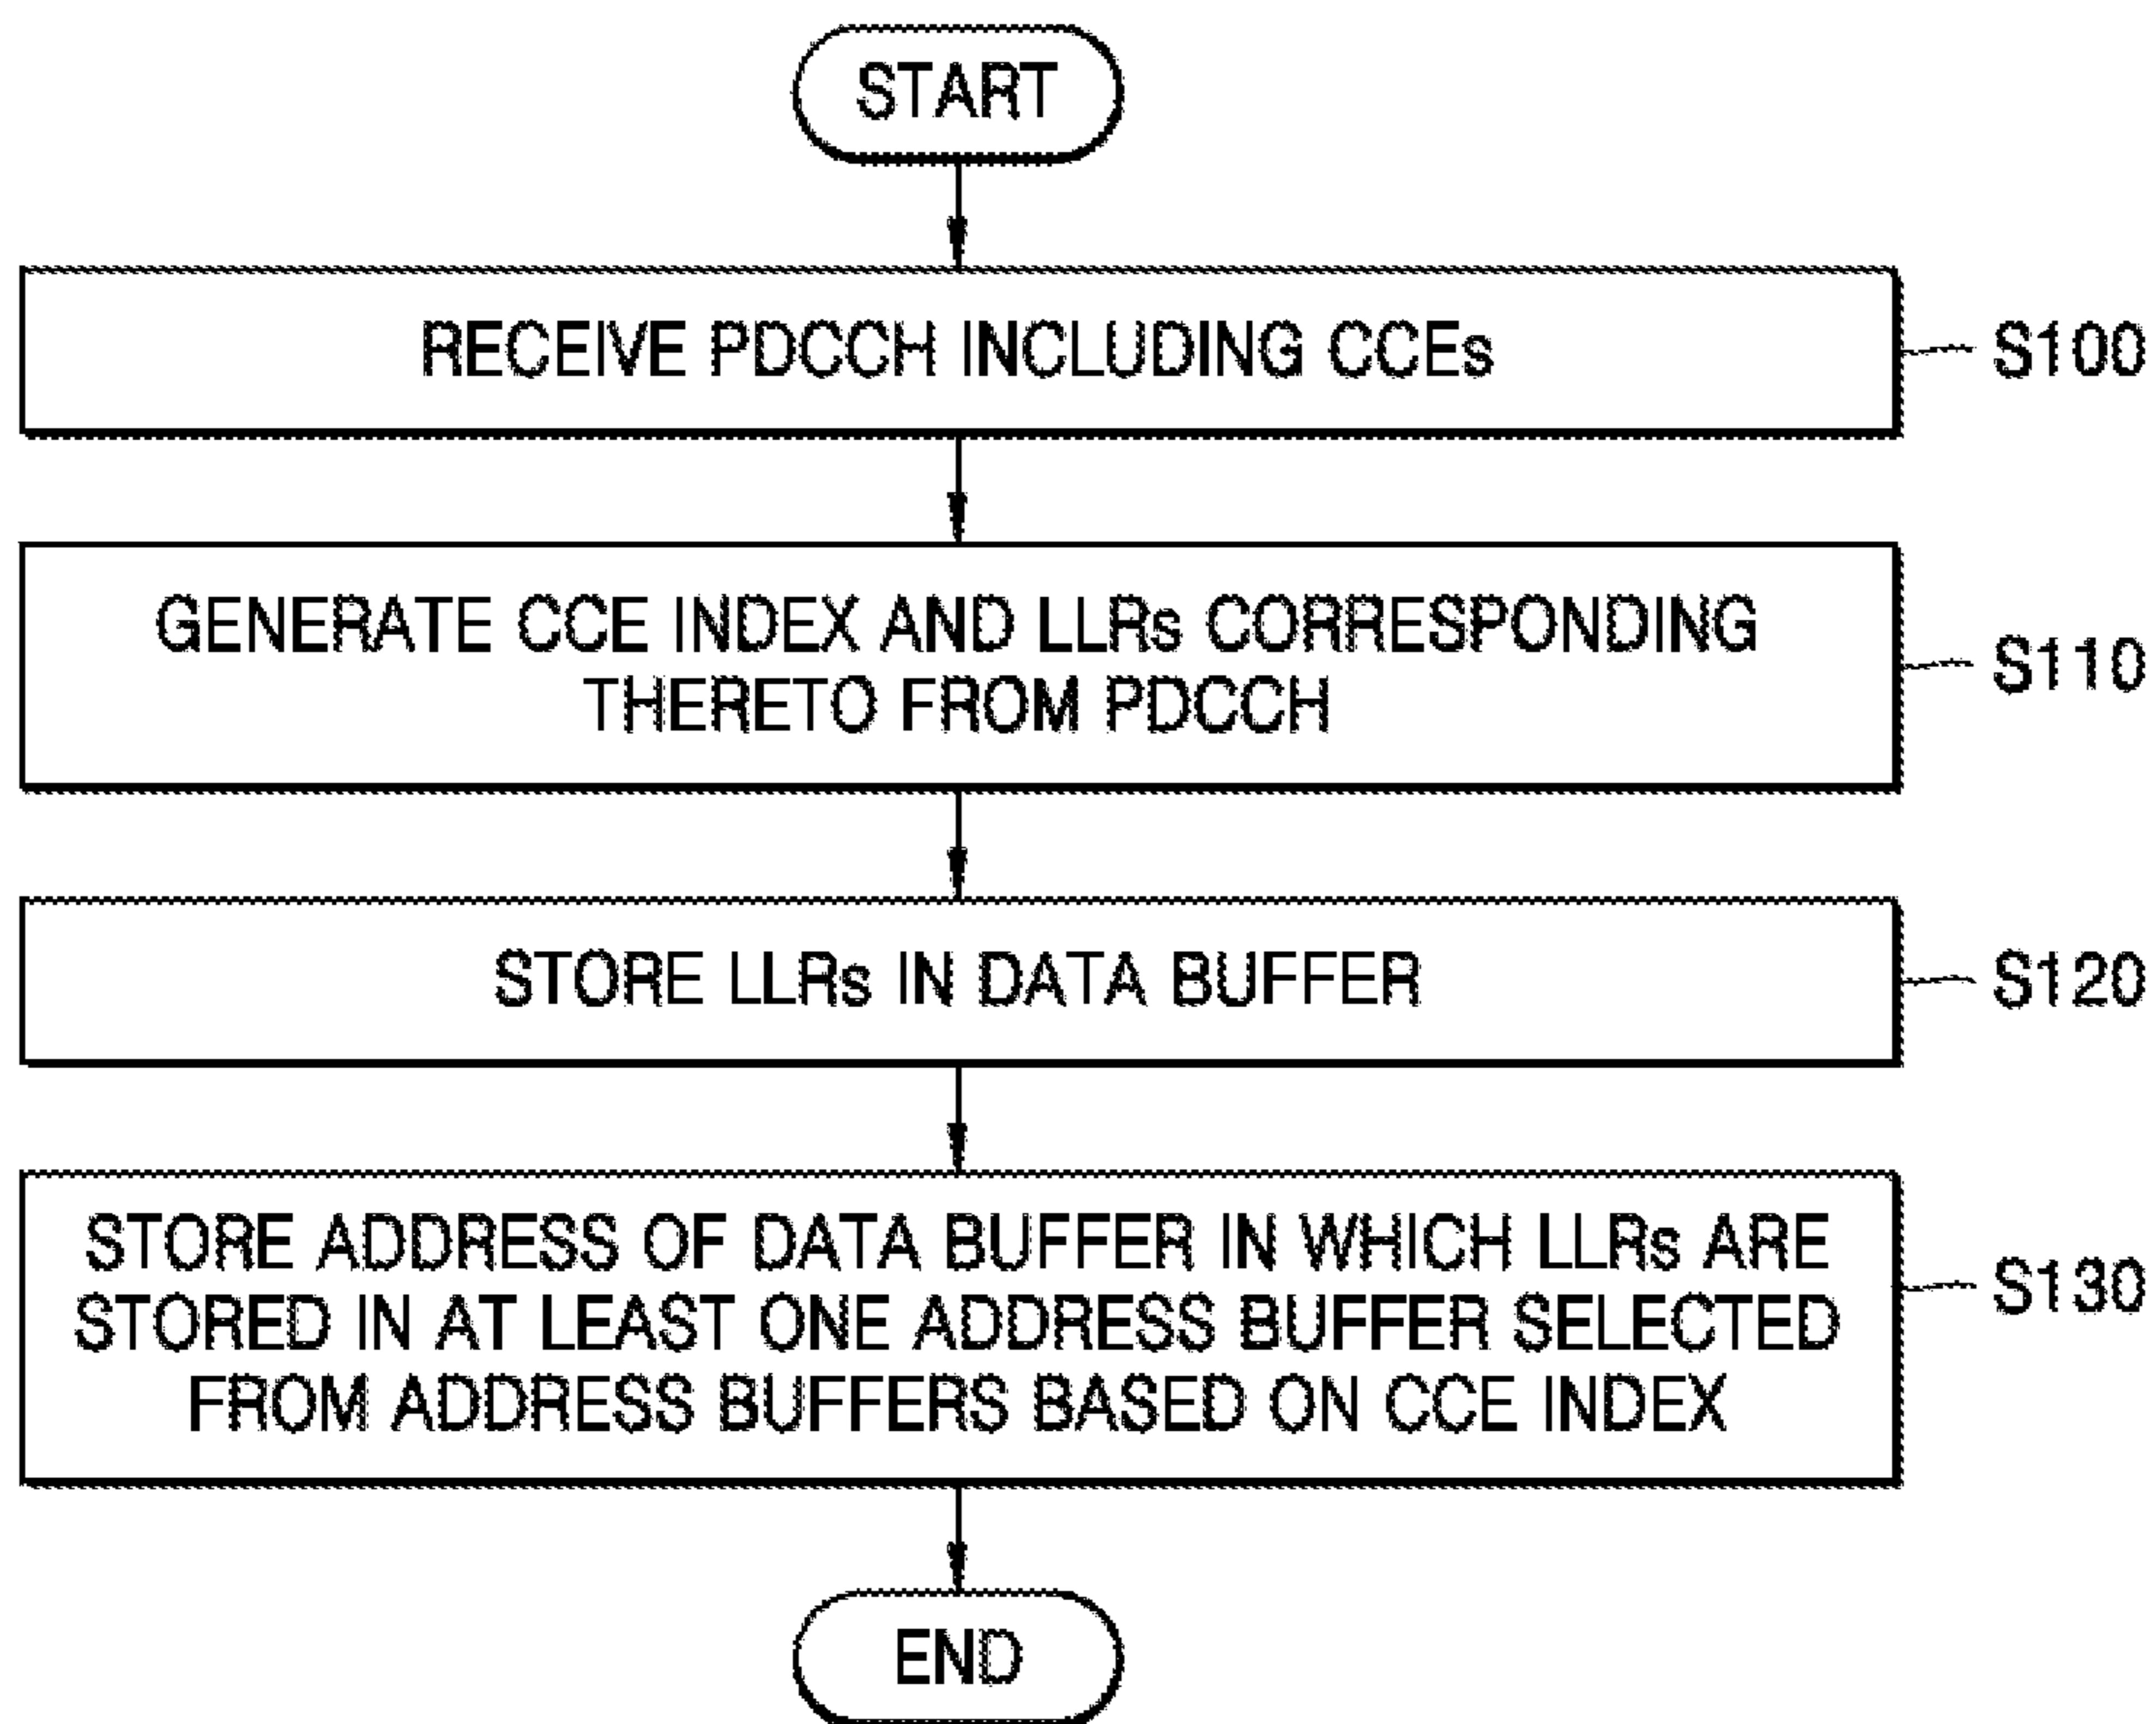 START
RECEIVE PDCCH INCLUDING CCEs
S100
GENERATE CCE INDEX AND LLRs CORRESPONDING
THERETO FROM PDCCH
S110
STORE LLRs IN DATA BUFFER
S120
STORE ADDRESS OF DATA BUFFER IN WHICH LLRs ARE
STORED IN AT LEAST ONE ADDRESS BUFFER SELECTED
FROM ADDRESS BUFFERS BASED ON CCE INDEX
S130
END